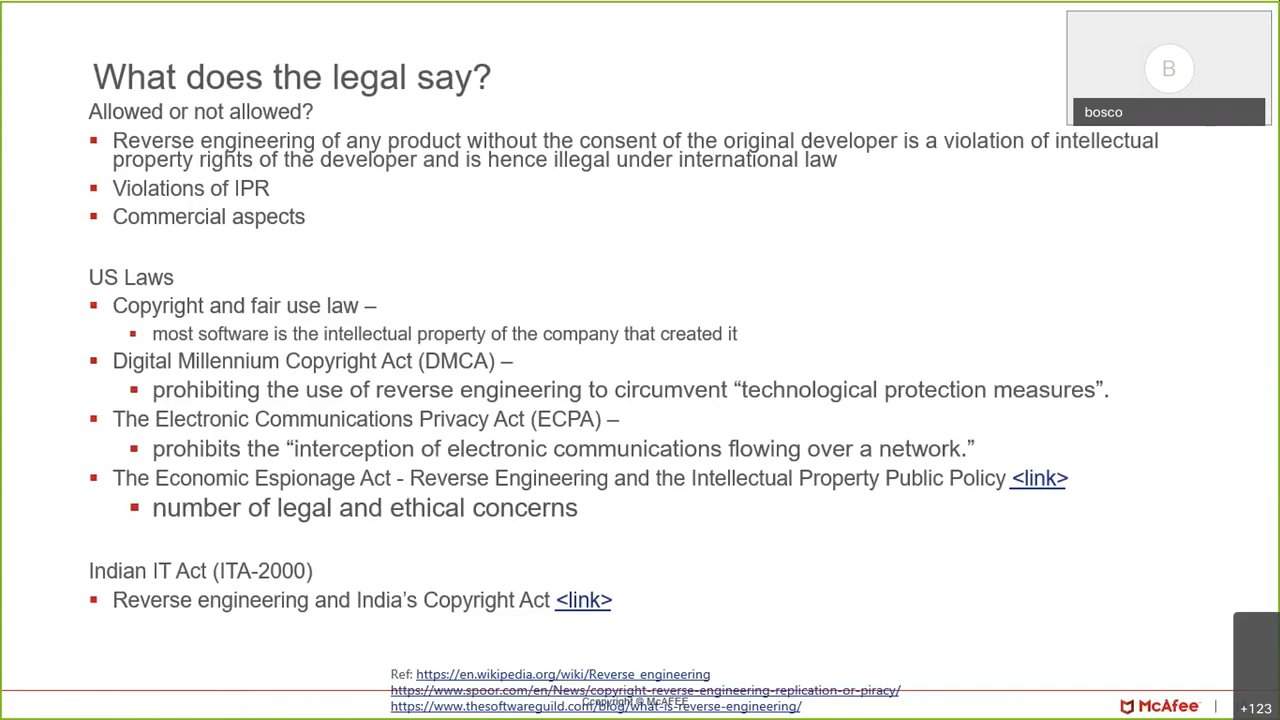 B
bosco
What does the legal say?
Allowed or not allowed?
Reverse engineering of any product without the consent of the original developer is a violation of intellectual
property rights of the developer and is hence illegal under international law
Violations of IPR
Commercial aspects
US Laws
Copyright and fair use law –
most software is the intellectual property of the company that created it
Digital Millennium Copyright Act (DMCA) –
prohibiting the use of reverse engineering to circumvent “technological protection measures”.
The Electronic Communications Privacy Act (ECPA) –
prohibits the “interception of electronic communications flowing over a network.”
The Economic Espionage Act - Reverse Engineering and the Intellectual Property Public Policy <link>
number of legal and ethical concerns
Indian IT Act (ITA-2000)
Reverse engineering and India’s Copyright Act <link>
Ref: https://en.wikipedia.org/wiki/Reverse_engineering
https://www.spoor.com/en/News/copyright-reverse-engineering-replication-or-piracy/
Copyright © McAFEE
https://www.thesoftwareguild.com/blog/what-is-reverse-engineering/
McAfee
+123